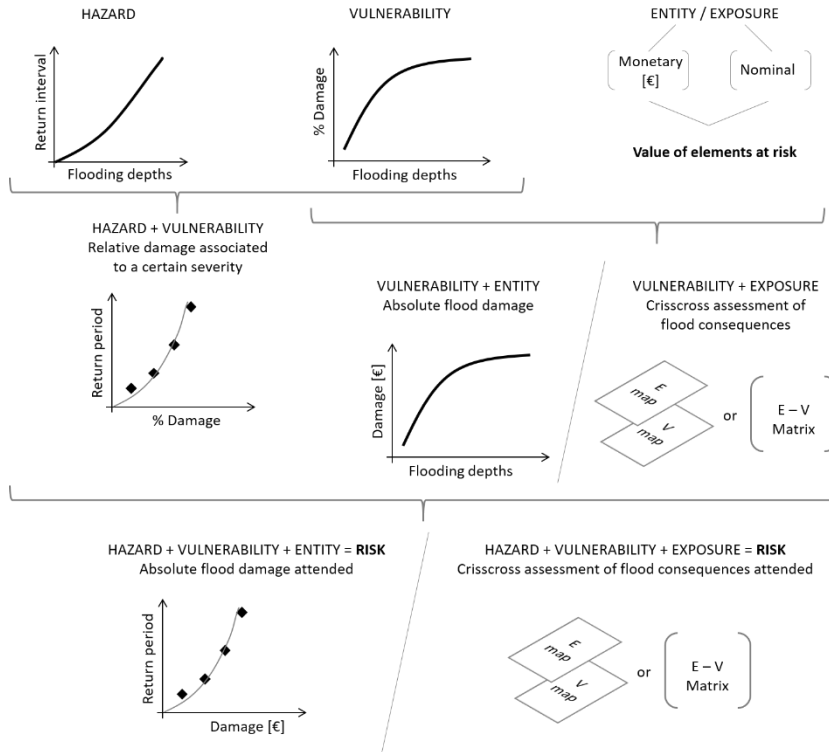 HAZARD
Return interval
Flooding depths
VULNERABILITY
% Damage
Flooding depths
ENTITY / EXPOSURE
Monetary
[€]
Nominal
Value of elements at risk
HAZARD + VULNERABILITY
Relative damage associated
to a certain severity
Return period
% Damage
VULNERABILITY + ENTITY
Absolute flood damage
Damage [€]
Flooding depths
VULNERABILITY + EXPOSURE
Crisscross assessment of
flood consequences
E
map
V
map
or
E – V
Matrix
HAZARD + VULNERABILITY + ENTITY = RISK
Absolute flood damage attended
Return period
Damage [€]
HAZARD + VULNERABILITY + EXPOSURE = RISK
Crisscross assessment of flood consequences attended
E
map
V
map
or
E – V
Matrix